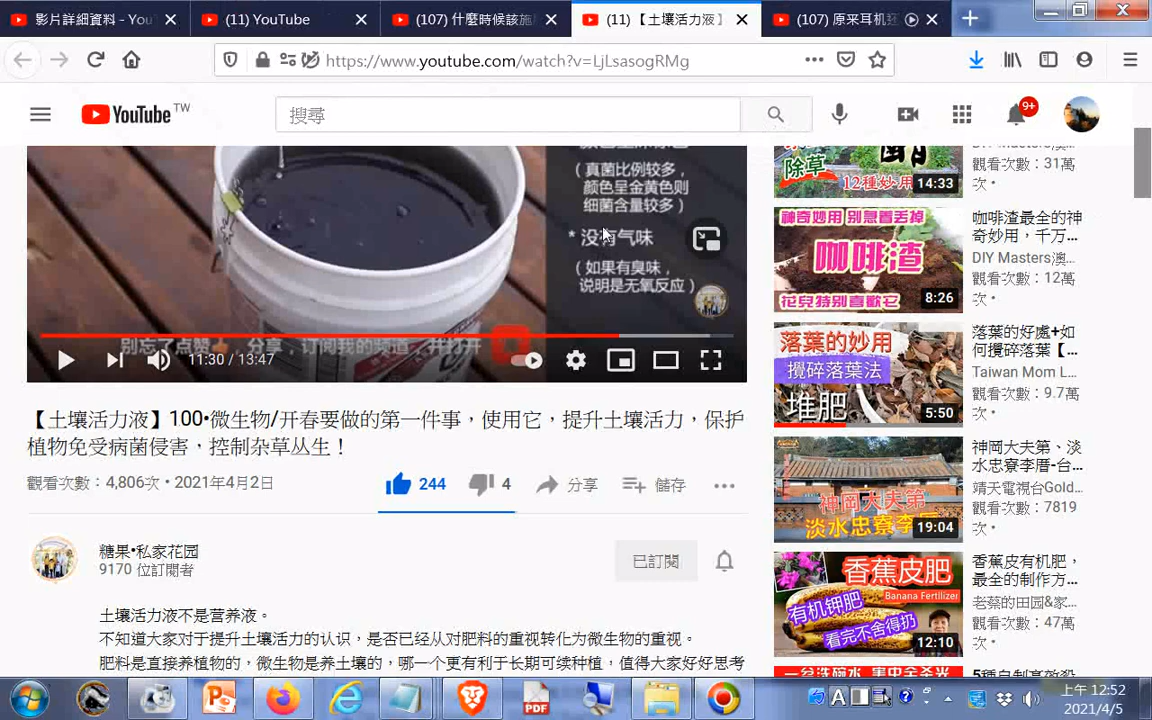 影片詳細資料 - You
(11) YouTube
(107) 什麼時候該施
(11) 【土壤活力液】
(107) 原来耳机
https://www.youtube.com/watch?v=LjLsasogRMg
YouTube TW
搜尋
9+
（真菌比例较多，
颜色呈金黄色则
细菌含量较多）
* 没有气味
（如果有臭味，
说明是无氧反应）
别忘了点赞 分享，订阅我的频道，并打开
11:30 / 13:47
【土壤活力液】100•微生物/开春要做的第一件事，使用它，提升土壤活力，保护
植物免受病菌侵害，控制杂草丛生！
觀看次數：4,806次 • 2021年4月2日
244
4
分享
儲存
糖果•私家花园
9170 位訂閱者
已訂閱
土壤活力液不是营养液。
不知道大家对于提升土壤活力的认识，是否已经从对肥料的重视转化为微生物的重视。
肥料是直接养植物的，微生物是养土壤的，哪一个更有利于长期可续种植，值得大家好好思考
除草
12種妙用
14:33
觀看次數：31萬
次 •
神奇妙用 别急着丢掉
咖啡渣
花兒特别喜歡它
8:26
咖啡渣最全的神
奇妙用，千万...
DIY Masters澳...
觀看次數：12萬
次 •
落葉的妙用
攪碎落葉法
堆肥
5:50
落葉的好處+如
何攪碎落葉【...
Taiwan Mom L...
觀看次數：9.7萬
次 •
神岡大夫第
淡水忠寮李厝
19:04
神岡大夫第、淡
水忠寮李厝-台...
靖天電視台Gold...
觀看次數：7819
次 •
香蕉皮肥
Banana Fertilizer
有机钾肥
看完不舍得扔
12:10
香蕉皮有机肥，
最全的制作方...
老蔡的田园&家...
觀看次數：47萬
次 •
PDF
A
上午 12:52
2021/4/5